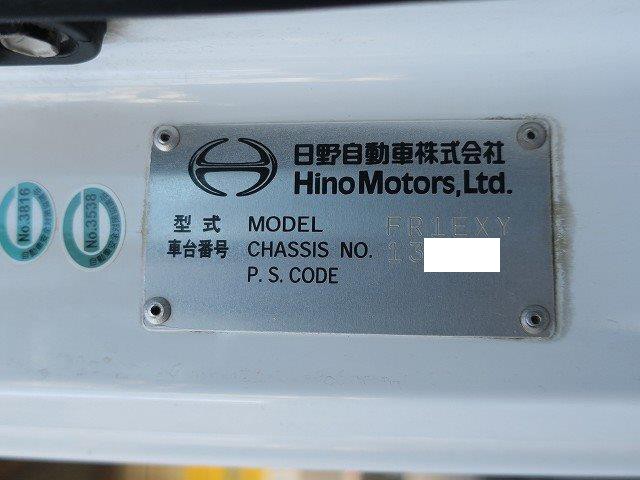 日野自動車株式会社
Hino Motors, Ltd.
型式 MODEL FR1EXY
車台番号 CHASSIS NO. 13
P. S. CODE
No.3816
No.3538